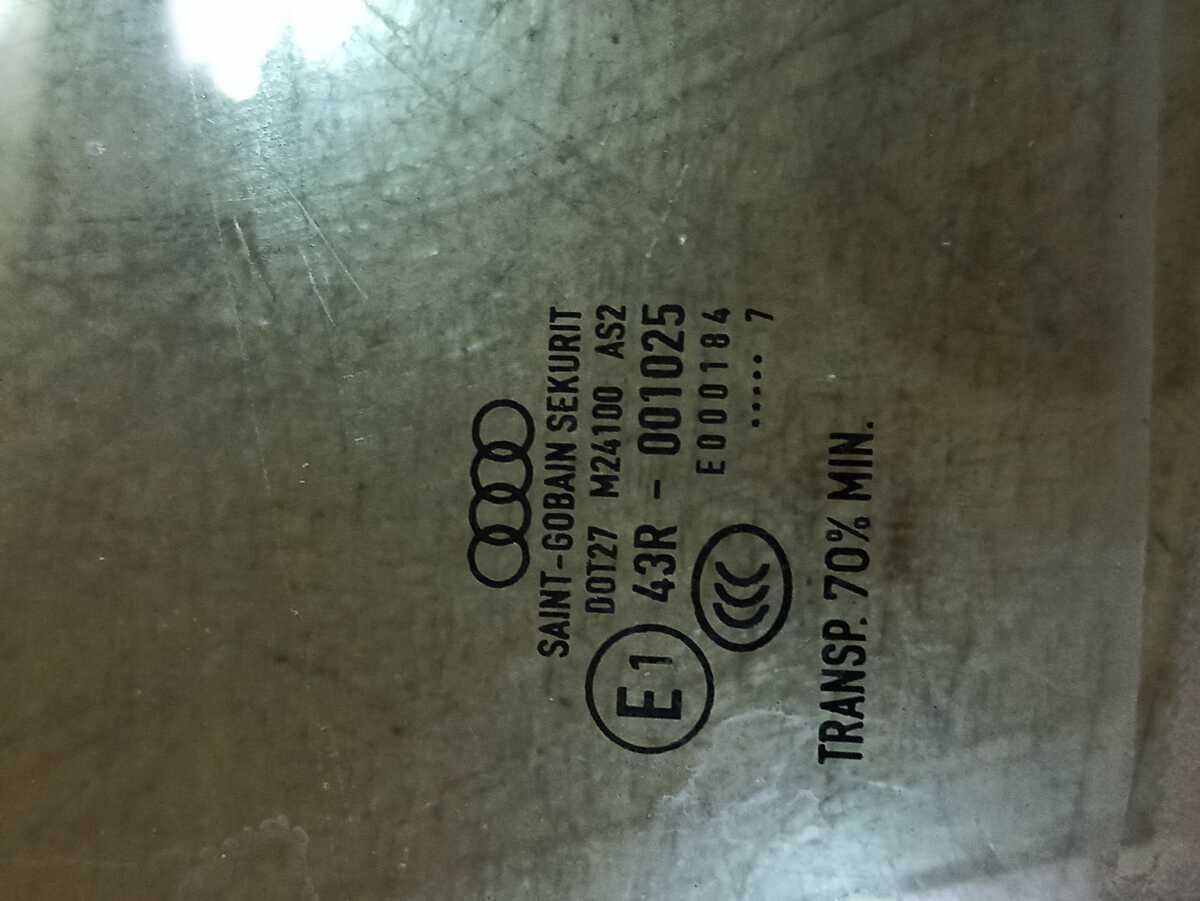 SAINT-GOBAIN SEKURIT
DOT27 M24100 AS2
E1 43R - 001025
E000184
..... 7
TRANSP. 70% MIN.